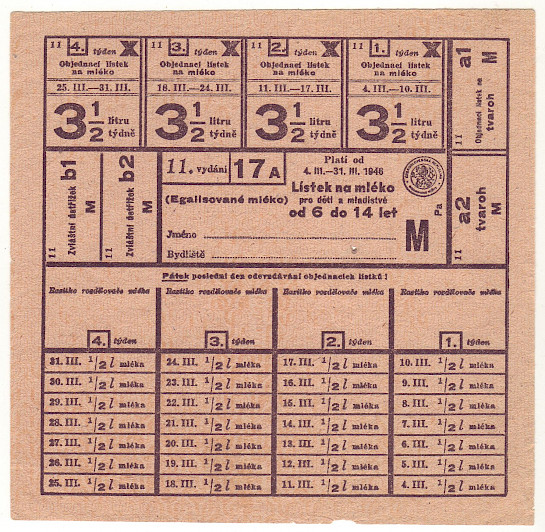 11 4. týden X
Objednací lístek
na mléko
25. III.—31. III.
3 1/2 litru
týdně
11 3. týden X
Objednací lístek
na mléko
18. III.—24. III.
3 1/2 litru
týdně
11 2. týden X
Objednací lístek
na mléko
11. III.—17. III.
3 1/2 litru
týdně
11 1. týden X
Objednací lístek
na mléko
4. III.—10. III.
3 1/2 litru
týdně
a1 M
Objednací lístek na
tvaroh
11
b1
Zvláštní ústřižek
M
11
b2
Zvláštní ústřižek
M
11
11. vydání 17A
(Egalisované mléko)
Platí od
4. III.—31. III. 1946
Lístek na mléko
pro děti a mladistvé
od 6 do 14 let
Jméno
Bydliště
M
Pa
a2
tvaroh
M
11
Pátek poslední den odevzdávání objednacích lístků!
Razítko rozdělovače mléka
Razítko rozdělovače mléka
Razítko rozdělovače mléka
Razítko rozdělovače mléka
4. týden 3. týden 2. týden 1. týden
31. III. 1/2 l mléka 24. III. 1/2 l mléka 17. III. 1/2 l mléka 10. III. 1/2 l mléka
30. III. 1/2 l mléka 23. III. 1/2 l mléka 16. III. 1/2 l mléka 9. III. 1/2 l mléka
29. III. 1/2 l mléka 22. III. 1/2 l mléka 15. III. 1/2 l mléka 8. III. 1/2 l mléka
28. III. 1/2 l mléka 21. III. 1/2 l mléka 14. III. 1/2 l mléka 7. III. 1/2 l mléka
27. III. 1/2 l mléka 20. III. 1/2 l mléka 13. III. 1/2 l mléka 6. III. 1/2 l mléka
26. III. 1/2 l mléka 19. III. 1/2 l mléka 12. III. 1/2 l mléka 5. III. 1/2 l mléka
25. III. 1/2 l mléka 18. III. 1/2 l mléka 11. III. 1/2 l mléka 4. III. 1/2 l mléka